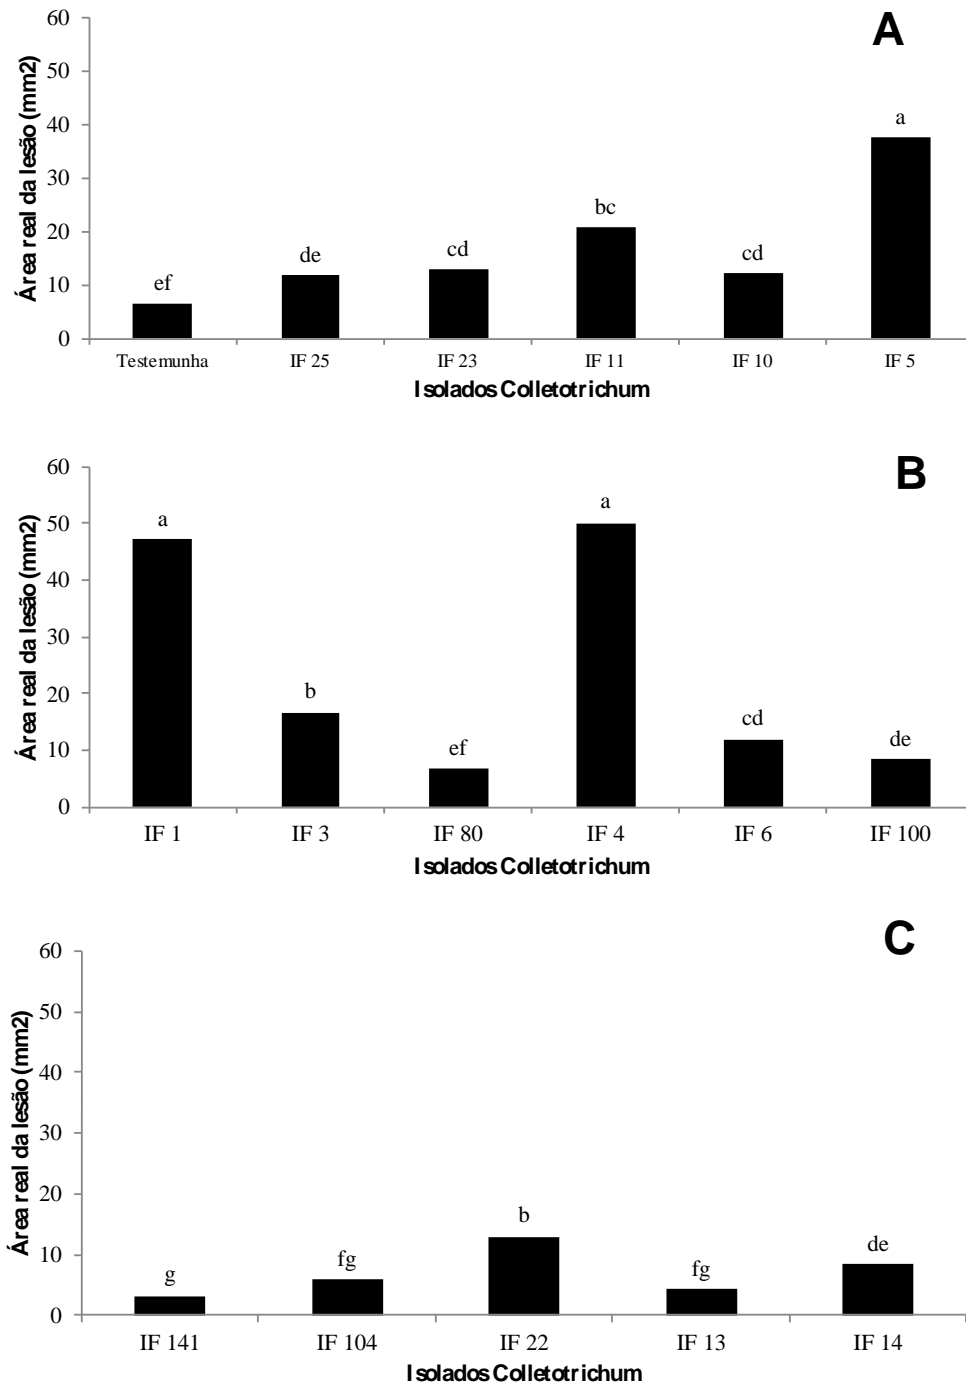 A
Área real da lesão (mm2)
60
50
40
30
20
10
0
ef
de
cd
bc
cd
a
Testemunha IF 25 IF 23 IF 11 IF 10 IF 5
Isolados Colletotrichum
B
Área real da lesão (mm2)
60
50
40
30
20
10
0
a
b
ef
a
cd
de
IF 1 IF 3 IF 80 IF 4 IF 6 IF 100
Isolados Colletotrichum
C
Área real da lesão (mm2)
60
50
40
30
20
10
0
g
fg
b
fg
de
IF 141 IF 104 IF 22 IF 13 IF 14
Isolados Colletotrichum